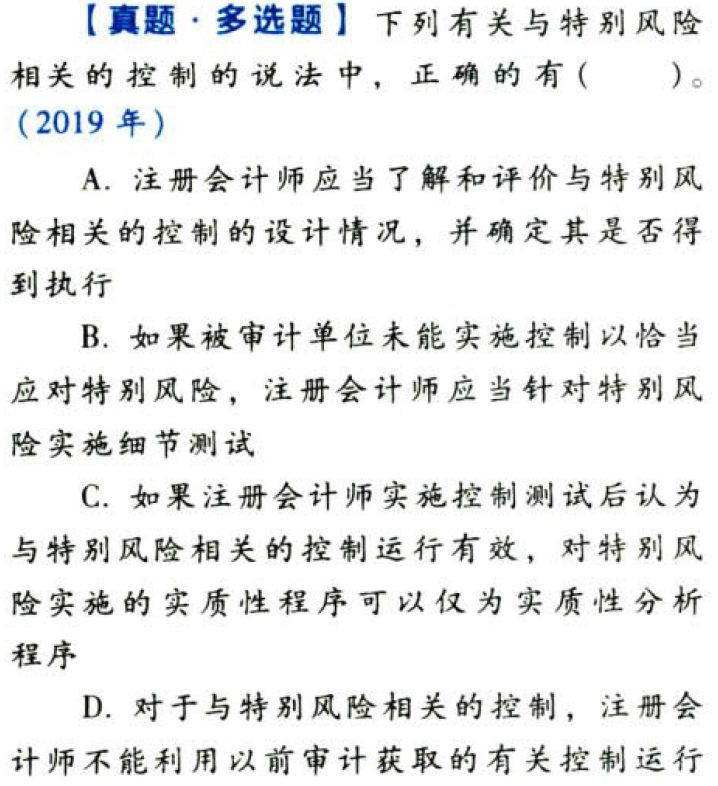 【真题·多选题】下列有关与特别风险
相关的控制的说法中，正确的有(　　)。
(2019 年)
A. 注册会计师应当了解和评价与特别风
险相关的控制的设计情况，并确定其是否得
到执行
B. 如果被审计单位未能实施控制以恰当
应对特别风险，注册会计师应当针对特别风
险实施细节测试
C. 如果注册会计师实施控制测试后认为
与特别风险相关的控制运行有效，对特别风
险实施的实质性程序可以仅为实质性分析
程序
D. 对于与特别风险相关的控制，注册会
计师不能利用以前审计获取的有关控制运行